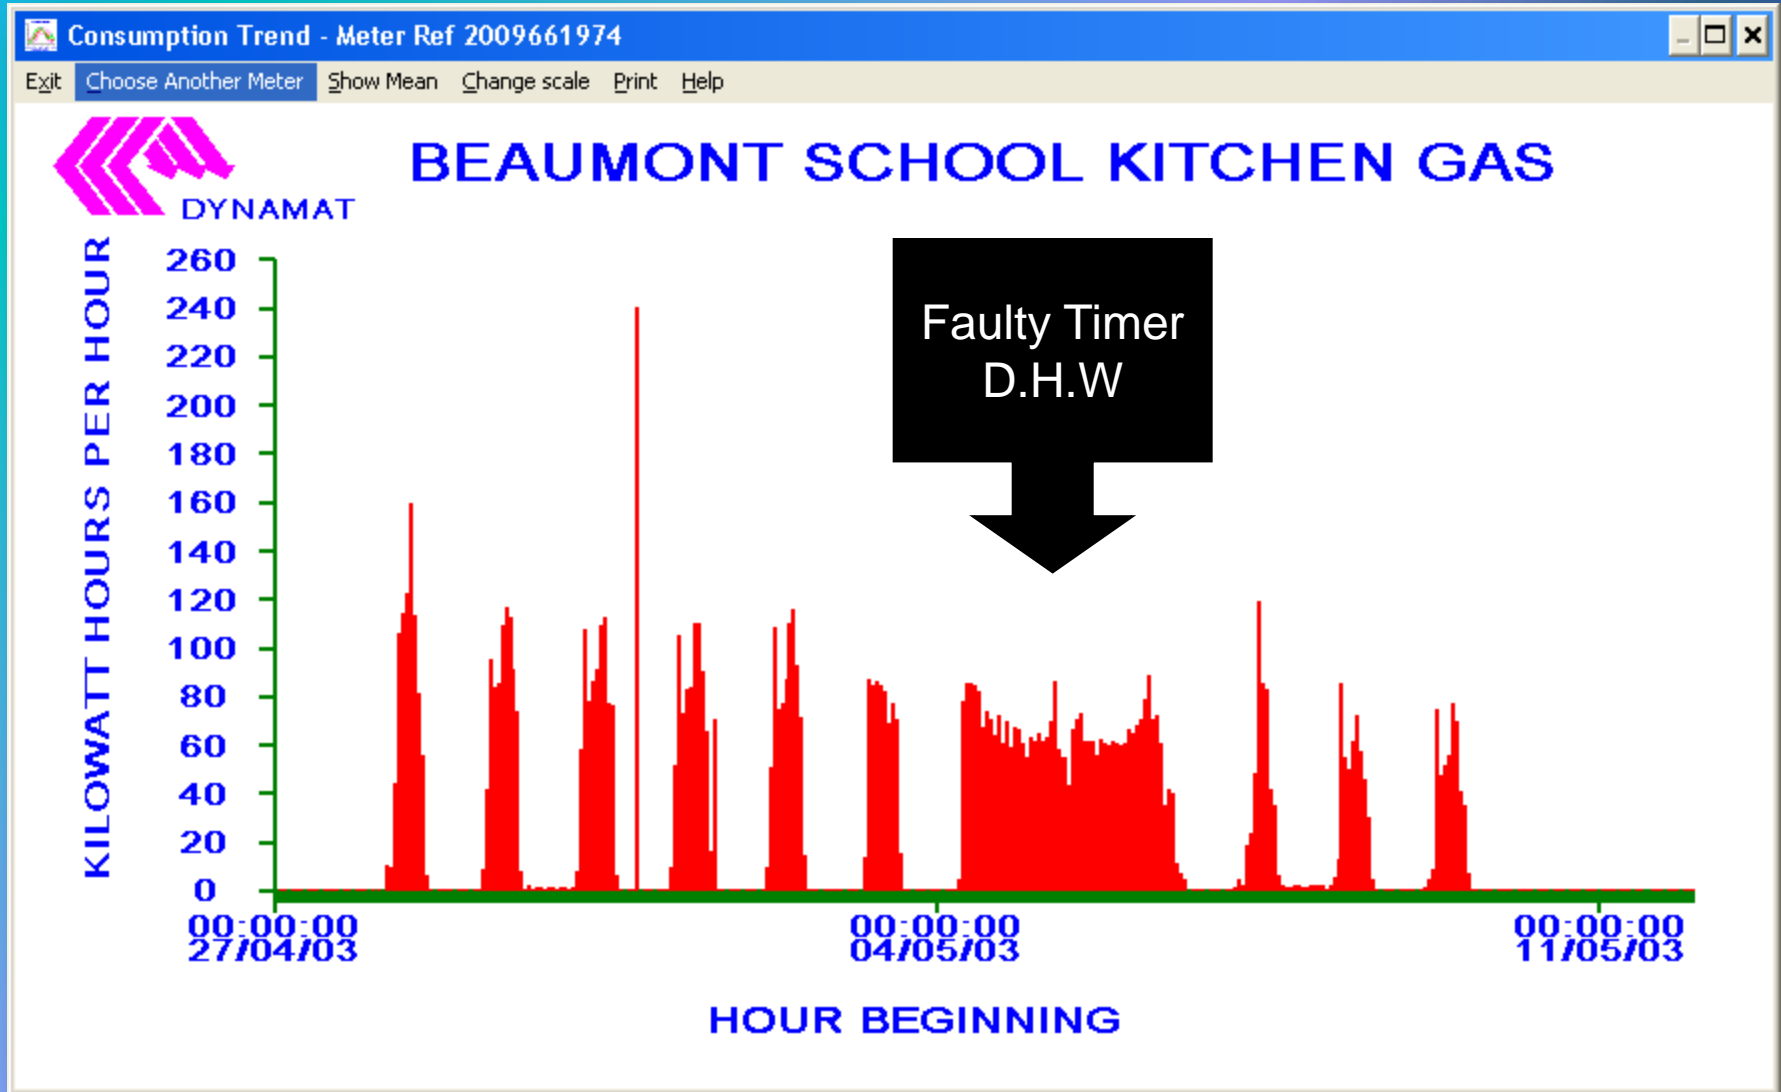 Consumption Trend - Meter Ref 2009661974
Exit Choose Another Meter Show Mean Change scale Print Help
DYNAMAT
BEAUMONT SCHOOL KITCHEN GAS
KILOWATT HOURS PER HOUR
260
240
220
200
180
160
140
120
100
80
60
40
20
0
Faulty Timer
D.H.W
00:00:00 00:00:00 00:00:00
27/04/03 04/05/03 11/05/03
HOUR BEGINNING